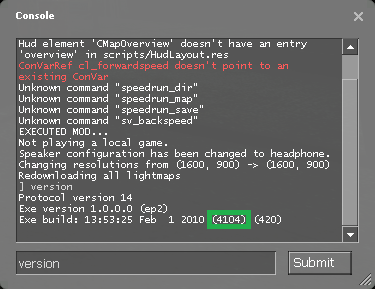 Console
Hud element 'CMapOverview' doesn't have an entry
'overview' in scripts/HudLayout.res
ConVarRef cl_forwardspeed doesn't point to an
existing ConVar
Unknown command "speedrun_dir"
Unknown command "speedrun_map"
Unknown command "speedrun_save"
Unknown command "sv_backspeed"
EXECUTED MOD...
Not playing a local game.
Speaker configuration has been changed to headphone.
Changing resolutions from (1600, 900) -> (1600, 900)
Redownloading all lightmaps
] version
Protocol version 14
Exe version 1.0.0.0 (ep2)
Exe build: 13:53:25 Feb  1 2010 (4104) (420)
version
Submit